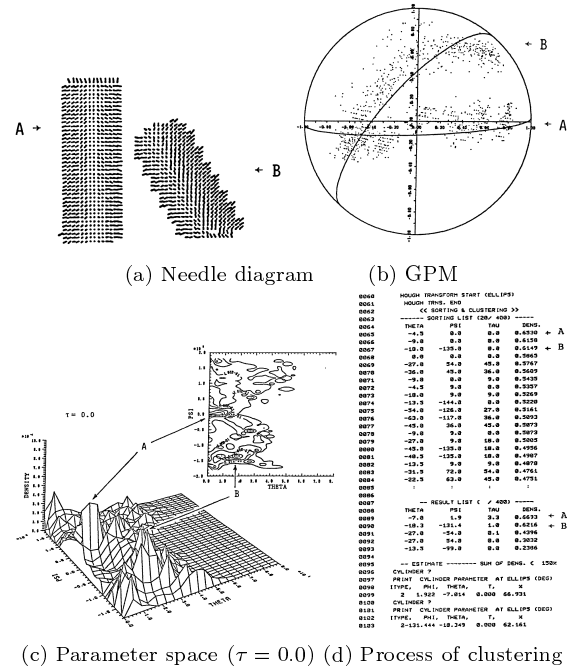 A
B
B
A
(a) Needle diagram
(b) GPM
τ = 0.0
DENSITY
PSI
THETA
PSI
THETA
A
B
0060 HOUGH TRANSFORM START (ELLIPS)
0061 HOUGH TRNS. END
0062 << SORTING & CLUSTERING >>
0063 ------ SORTING LIST (20/ 400) -----
0064 THETA PSI TAU DENS.
0065 -4.5 0.0 0.0 0.6530 A
0066 -9.0 0.0 0.0 0.6158
0067 -18.0 -135.0 0.0 0.6149 B
0068 0.0 0.0 0.0 0.5865
0069 -27.0 54.0 45.0 0.5767
0070 -36.0 45.0 36.0 0.5609
0071 -9.0 0.0 9.0 0.5435
0072 -4.5 0.0 9.0 0.5357
0073 -18.0 0.0 9.0 0.5269
0074 -13.5 -144.0 0.0 0.5220
0075 -54.0 -126.0 27.0 0.5161
0076 -63.0 -117.0 36.0 0.5093
0077 -45.0 36.0 45.0 0.5073
0078 -9.0 0.0 0.0 0.5073
0079 -27.0 9.0 18.0 0.5005
0080 -45.0 -135.0 18.0 0.4956
0081 -40.5 -135.0 18.0 0.4907
0082 -13.5 9.0 9.0 0.4878
0083 -31.5 72.0 54.0 0.4761
0084 -22.5 63.0 45.0 0.4751
0085 : : : :
0086
0087 -- RESULT LIST ( / 400) -----
0088 THETA PSI TAU DENS.
0089 -7.0 1.9 3.3 0.6693 A
0090 -18.3 -131.4 1.0 0.6216 B
0091 -27.0 -54.0 0.1 0.4396
0092 -27.0 54.0 0.0 0.3032
0093 -13.5 -99.0 0.0 0.2386
0095 -- ESTIMATE -------- SUM OF DENS. < 150%
0096 CYLINDER ?
0097 PRINT CYLINDER PARAMETER AT ELLIPS (DEG)
0098 ITYPE, PHI, THETA, T, %
0099 2 1.922 -7.014 0.000 66.931
0100 CYLINDER ?
0101 PRINT CYLINDER PARAMETER AT ELLIPS (DEG)
0102 ITYPE, PHI, THETA, T, %
0103 2-131.444 -18.349 0.000 62.161
(c) Parameter space (τ = 0.0)
(d) Process of clustering